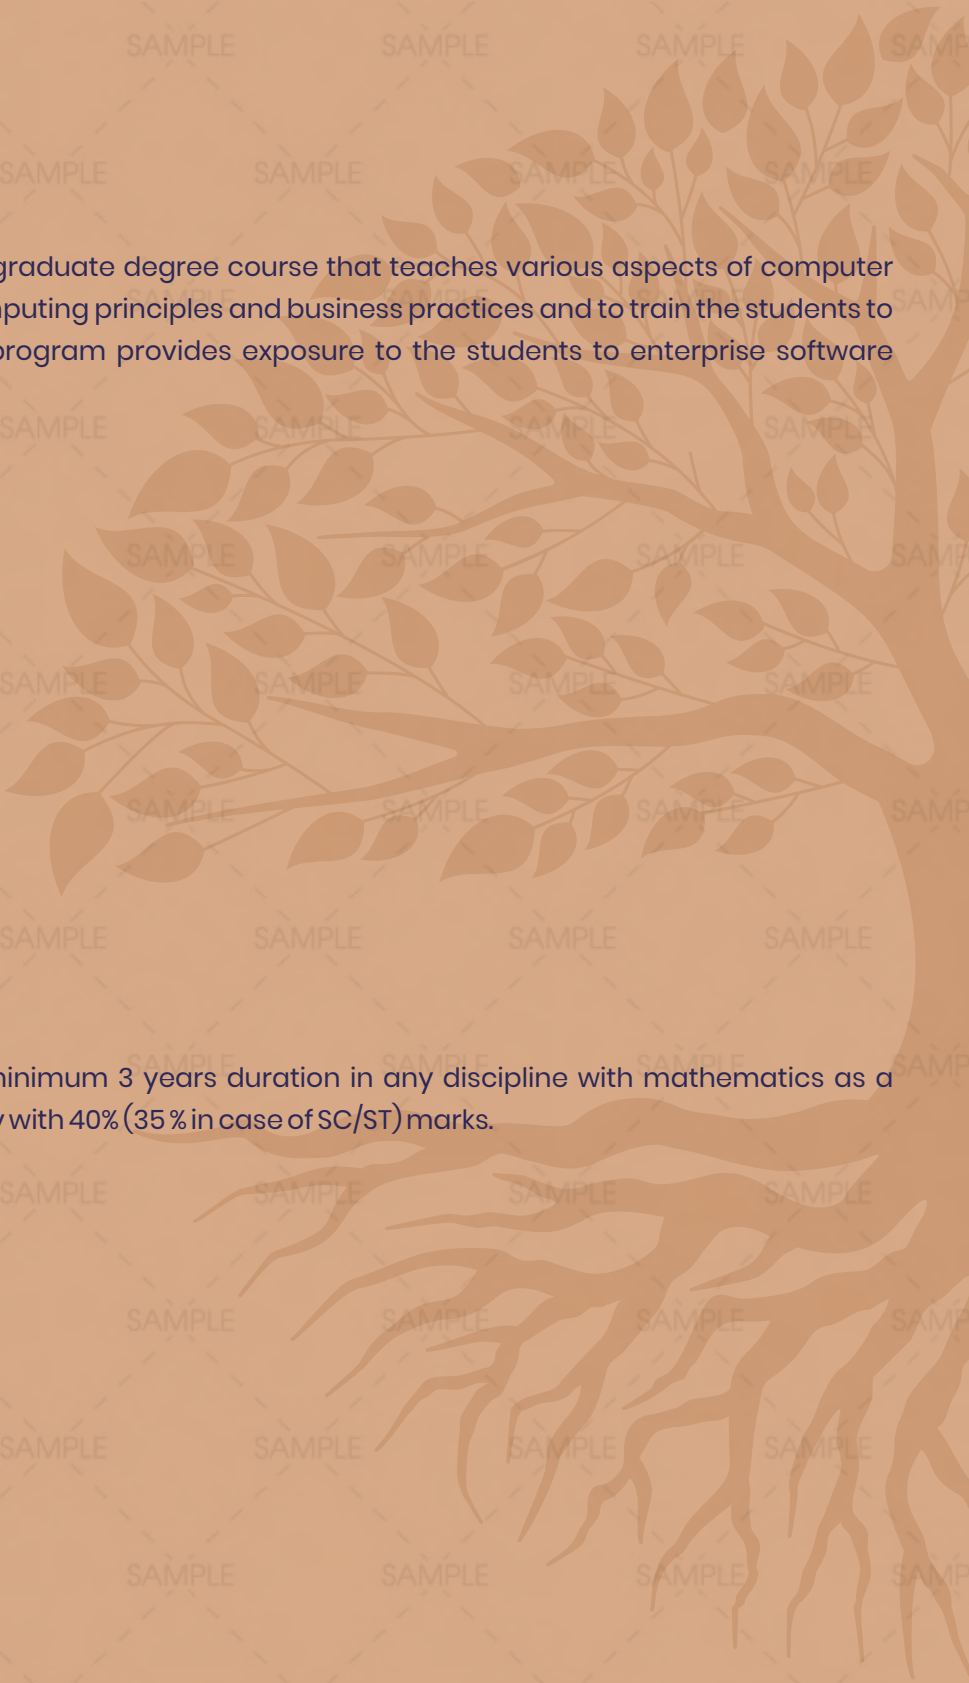 graduate degree course that teaches various aspects of computer
puting principles and business practices and to train the students to
program provides exposure to the students to enterprise software
minimum 3 years duration in any discipline with mathematics as a
with 40% (35 % in case of SC/ST) marks.